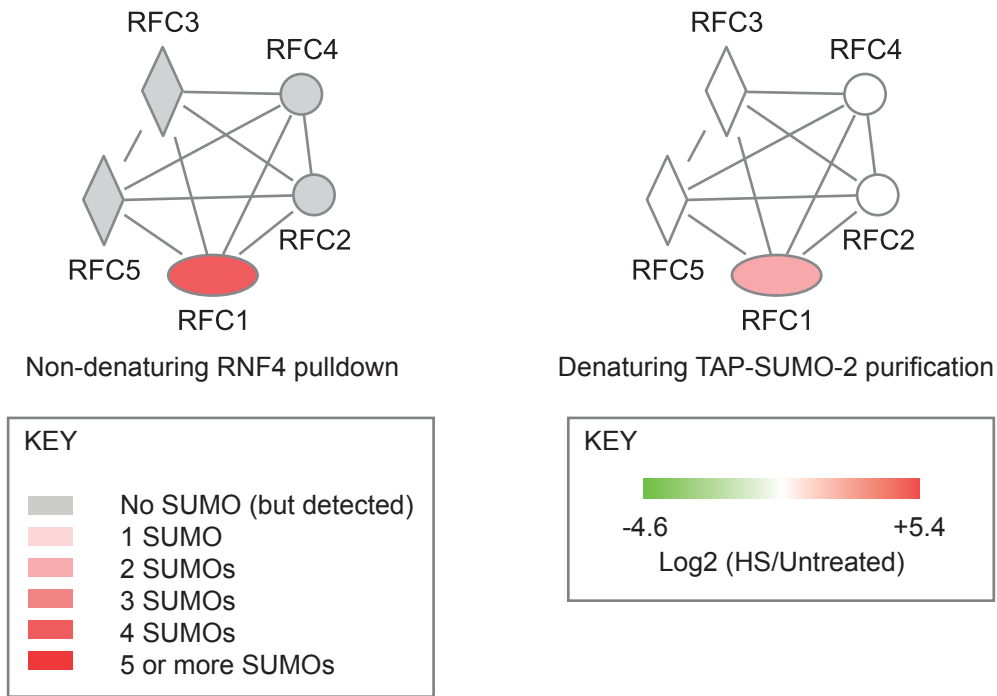 RFC3
RFC4
RFC2
RFC5
RFC1
Non-denaturing RNF4 pulldown
RFC3
RFC4
RFC2
RFC5
RFC1
Denaturing TAP-SUMO-2 purification
KEY
No SUMO (but detected)
1 SUMO
2 SUMOs
3 SUMOs
4 SUMOs
5 or more SUMOs
KEY
-4.6 +5.4
Log2 (HS/Untreated)